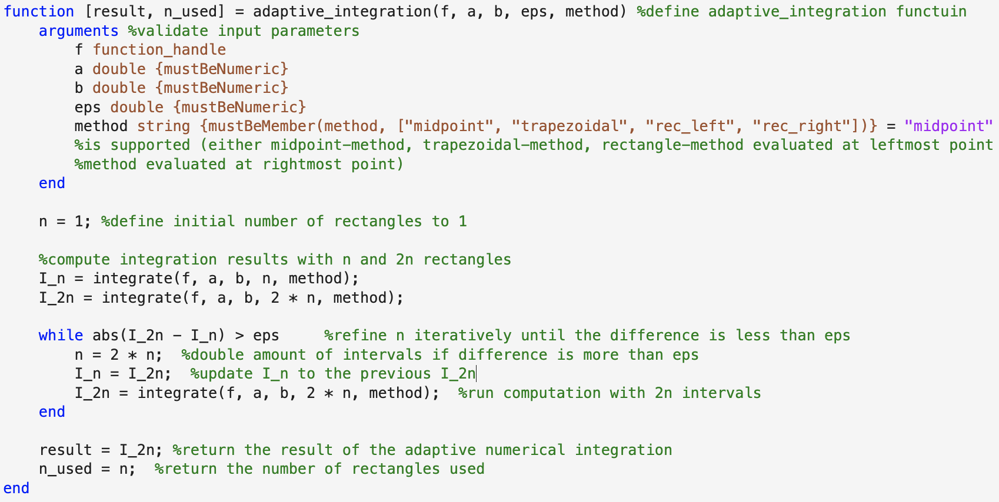 function [result, n_used] = adaptive_integration(f, a, b, eps, method) %define adaptive_integration functuin
    arguments %validate input parameters
        f function_handle
        a double {mustBeNumeric}
        b double {mustBeNumeric}
        eps double {mustBeNumeric}
        method string {mustBeMember(method, ["midpoint", "trapezoidal", "rec_left", "rec_right"])} = "midpoint"
        %is supported (either midpoint-method, trapezoidal-method, rectangle-method evaluated at leftmost point
        %method evaluated at rightmost point)
    end

    n = 1; %define initial number of rectangles to 1

    %compute integration results with n and 2n rectangles
    I_n = integrate(f, a, b, n, method);
    I_2n = integrate(f, a, b, 2 * n, method);

    while abs(I_2n - I_n) > eps     %refine n iteratively until the difference is less than eps
        n = 2 * n;  %double amount of intervals if difference is more than eps
        I_n = I_2n;  %update I_n to the previous I_2n
        I_2n = integrate(f, a, b, 2 * n, method);  %run computation with 2n intervals
    end

    result = I_2n; %return the result of the adaptive numerical integration
    n_used = n;  %return the number of rectangles used
end